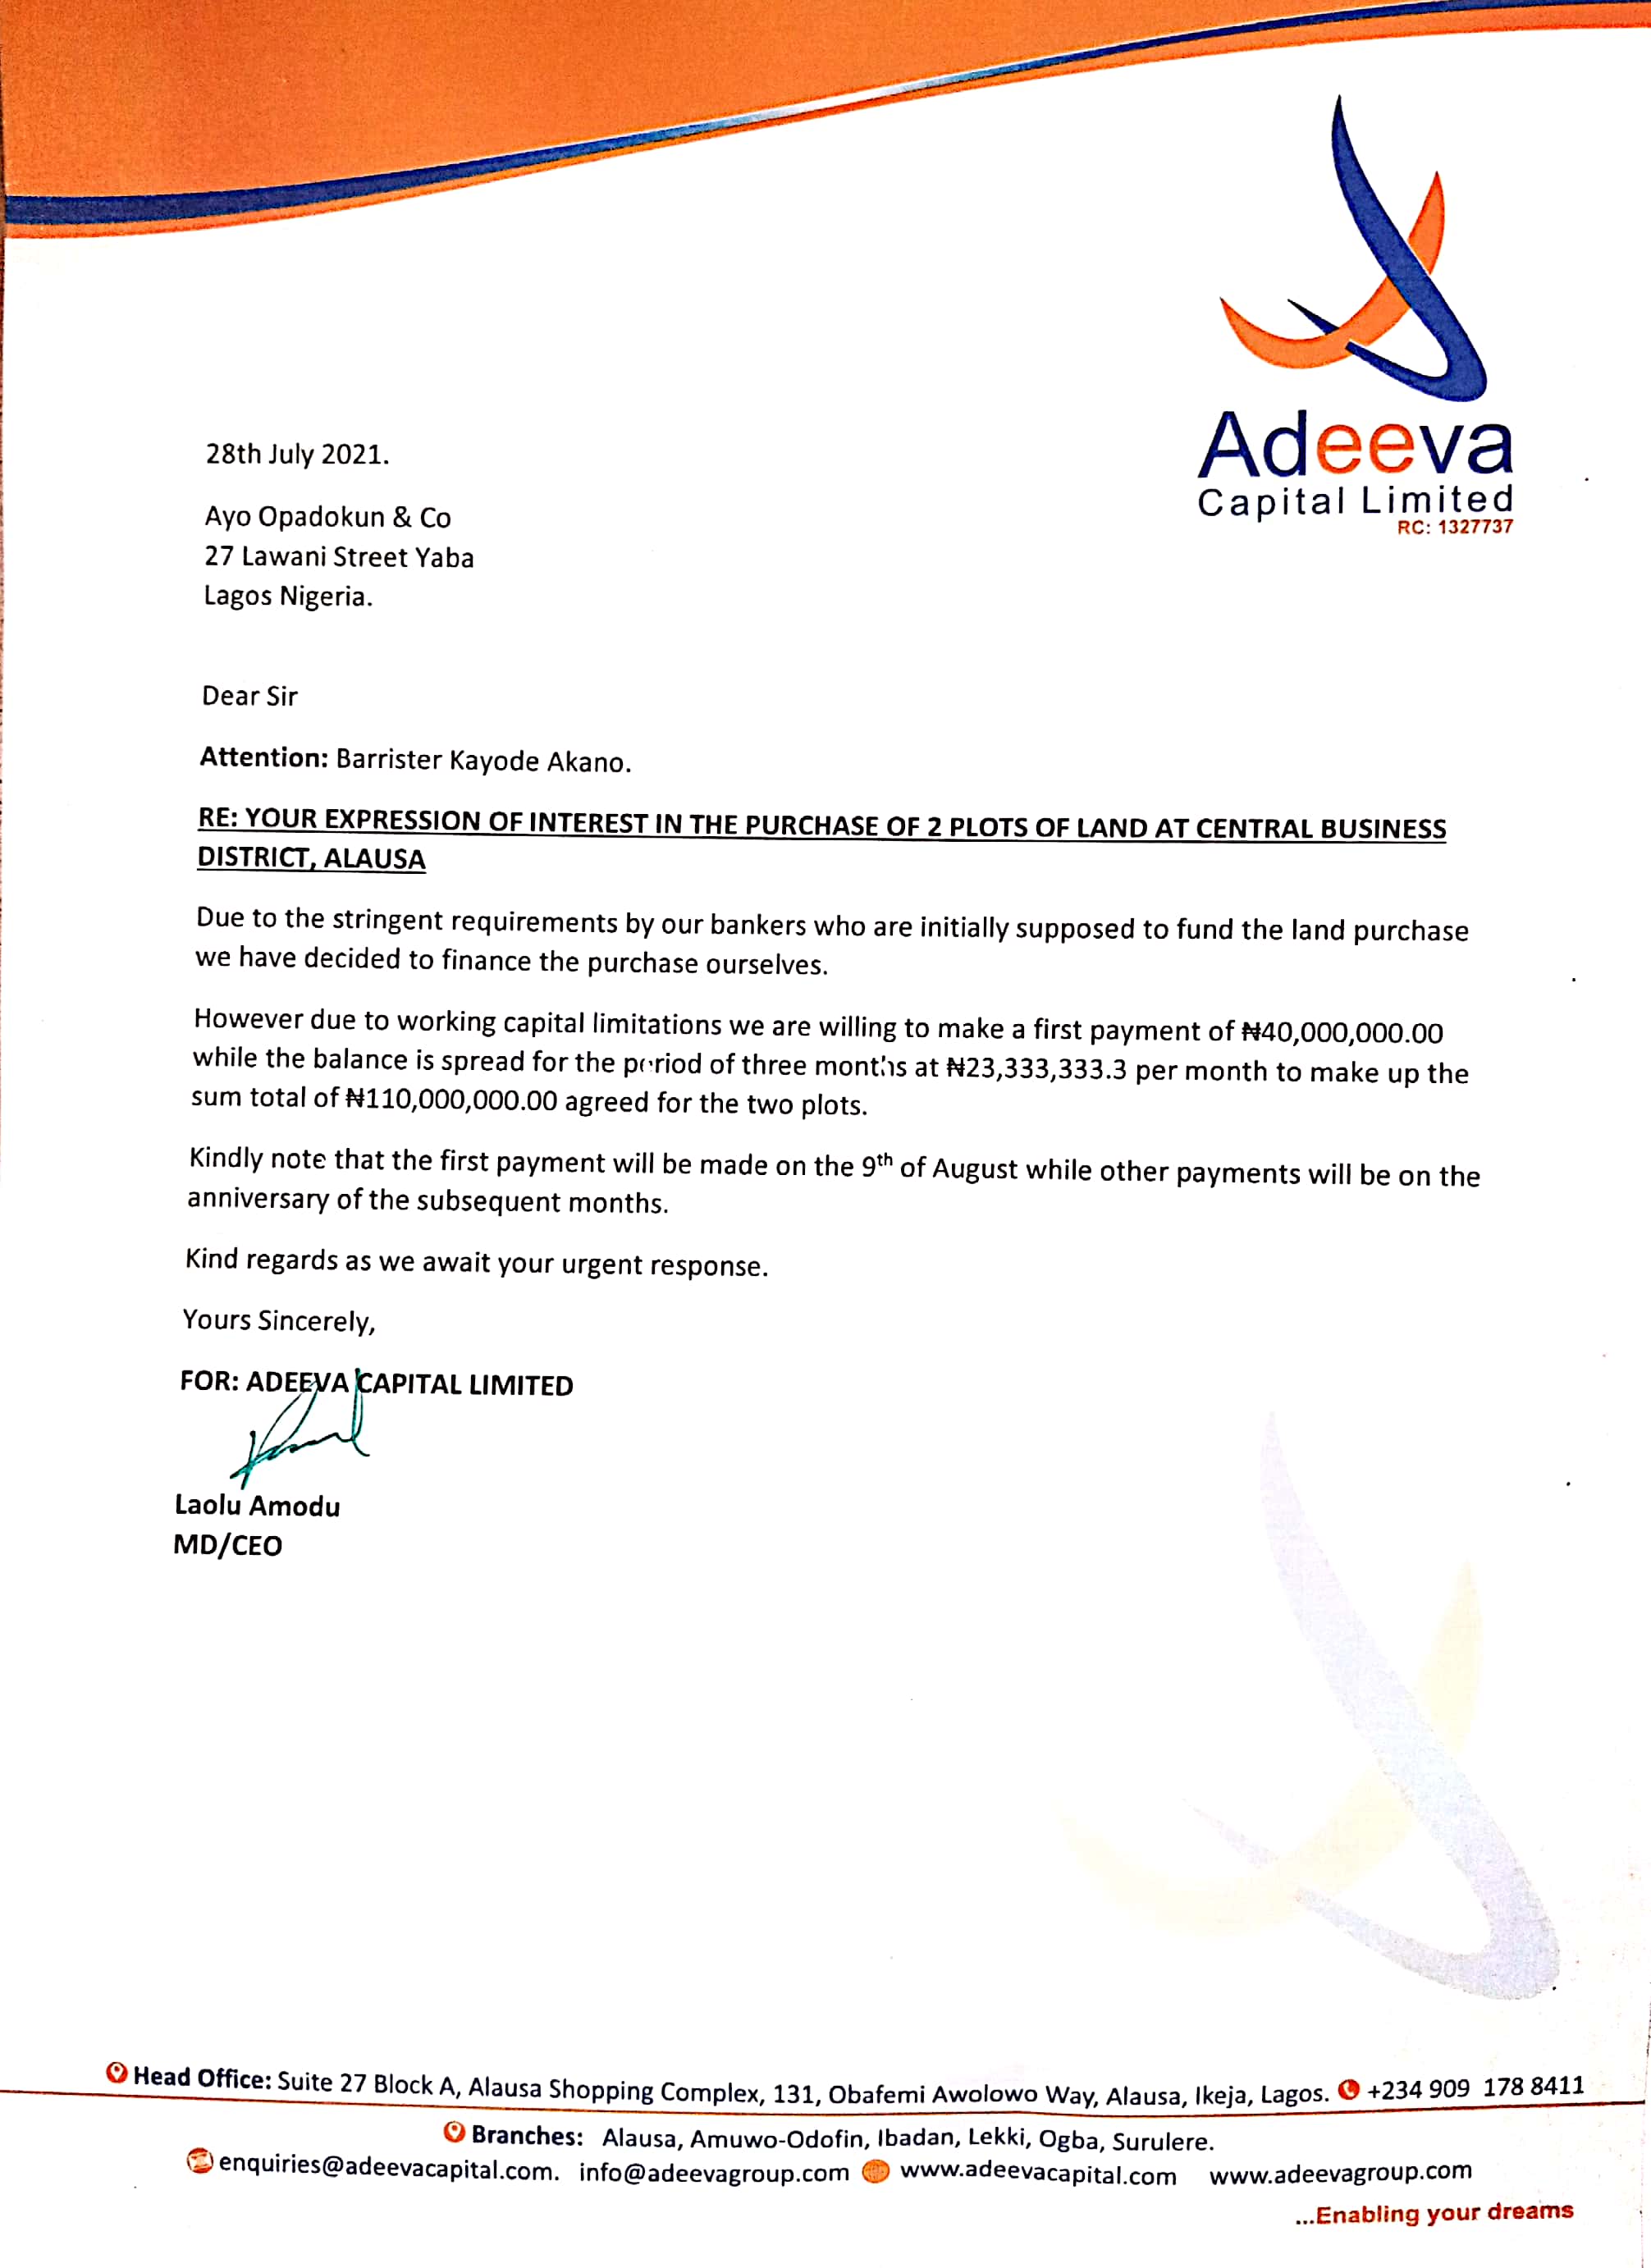 Adeeva
Capital Limited
RC: 1327737
28th July 2021.
Ayo Opadokun & Co
27 Lawani Street Yaba
Lagos Nigeria.
Dear Sir
Attention: Barrister Kayode Akano.
RE: YOUR EXPRESSION OF INTEREST IN THE PURCHASE OF 2 PLOTS OF LAND AT CENTRAL BUSINESS
DISTRICT, ALAUSA
Due to the stringent requirements by our bankers who are initially supposed to fund the land purchase
we have decided to finance the purchase ourselves.
However due to working capital limitations we are willing to make a first payment of ₦40,000,000.00
while the balance is spread for the period of three months at ₦23,333,333.3 per month to make up the
sum total of ₦110,000,000.00 agreed for the two plots.
Kindly note that the first payment will be made on the 9th of August while other payments will be on the
anniversary of the subsequent months.
Kind regards as we await your urgent response.
Yours Sincerely,
FOR: ADEEVA CAPITAL LIMITED
Laolu Amodu
MD/CEO
Head Office: Suite 27 Block A, Alausa Shopping Complex, 131, Obafemi Awolowo Way, Alausa, Ikeja, Lagos. +234 909 178 8411
Branches: Alausa, Amuwo-Odofin, Ibadan, Lekki, Ogba, Surulere.
enquiries@adeevacapital.com. info@adeevagroup.com www.adeevacapital.com www.adeevagroup.com
...Enabling your dreams